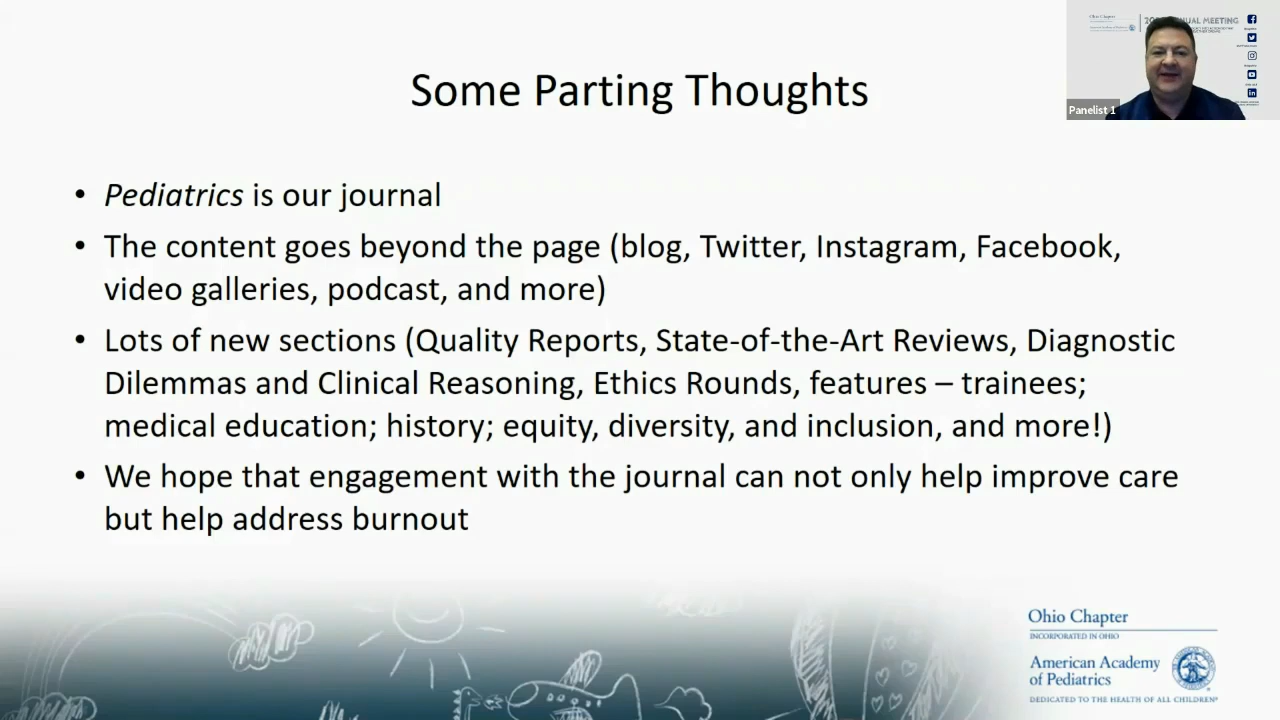 Some Parting Thoughts
• Pediatrics is our journal
• The content goes beyond the page (blog, Twitter, Instagram, Facebook,
video galleries, podcast, and more)
• Lots of new sections (Quality Reports, State-of-the-Art Reviews, Diagnostic
Dilemmas and Clinical Reasoning, Ethics Rounds, features – trainees;
medical education; history; equity, diversity, and inclusion, and more!)
• We hope that engagement with the journal can not only help improve care
but help address burnout
Ohio Chapter
ANNUAL MEETING
Panelist 1
Ohio Chapter
INCORPORATED IN OHIO
American Academy
of Pediatrics
DEDICATED TO THE HEALTH OF ALL CHILDREN®